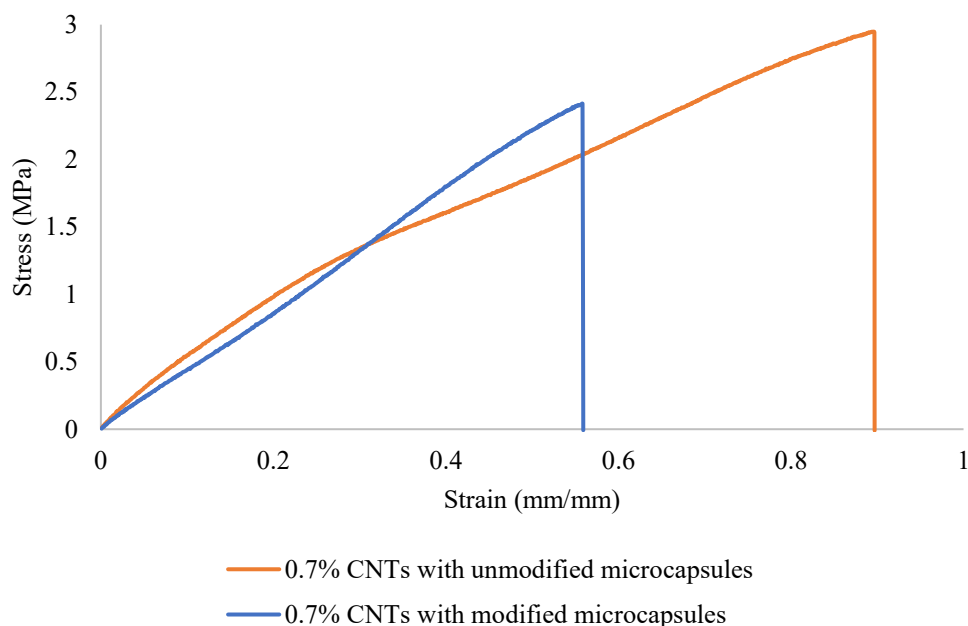 3
2.5
2
1.5
1
0.5
0
Stress (MPa)
0 0.2 0.4 0.6 0.8 1
Strain (mm/mm)
0.7% CNTs with unmodified microcapsules
0.7% CNTs with modified microcapsules